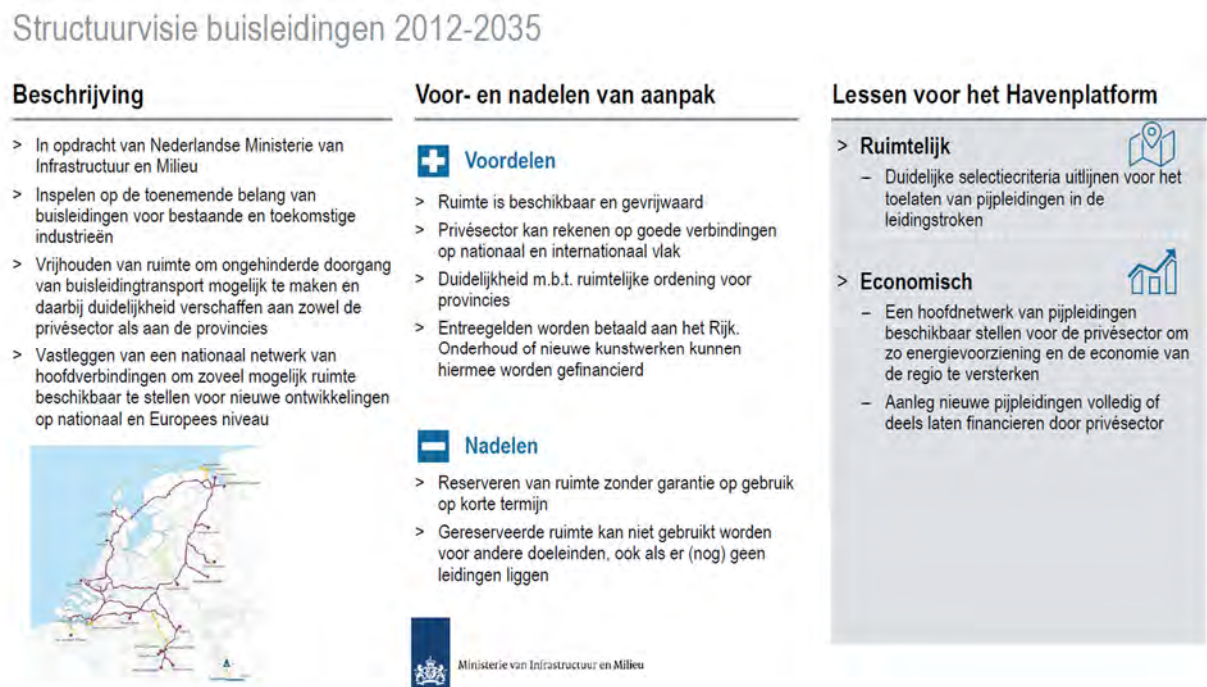 Structuurvisie buisleidingen 2012-2035
Beschrijving
> In opdracht van Nederlandse Ministerie van
Infrastructuur en Milieu
> Inspelen op de toenemende belang van
buisleidingen voor bestaande en toekomstige
industrieën
> Vrijhouden van ruimte om ongehinderde doorgang
van buisleidingtransport mogelijk te maken en
daarbij duidelijkheid verschaffen aan zowel de
privésector als aan de provincies
> Vastleggen van een nationaal netwerk van
hoofdverbindingen om zoveel mogelijk ruimte
beschikbaar te stellen voor nieuwe ontwikkelingen
op nationaal en Europees niveau
Voor- en nadelen van aanpak
Voordelen
> Ruimte is beschikbaar en gevrijwaard
> Privésector kan rekenen op goede verbindingen
op nationaal en internationaal vlak
> Duidelijkheid m.b.t. ruimtelijke ordening voor
provincies
> Entreegelden worden betaald aan het Rijk.
Onderhoud of nieuwe kunstwerken kunnen
hiermee worden gefinancierd
Nadelen
> Reserveren van ruimte zonder garantie op gebruik
op korte termijn
> Gereserveerde ruimte kan niet gebruikt worden
voor andere doeleinden, ook als er (nog) geen
leidingen liggen
Ministerie van Infrastructuur en Milieu
Lessen voor het Havenplatform
> Ruimtelijk
– Duidelijke selectiecriteria uitlijnen voor het
toelaten van pijpleidingen in de
leidingstroken
> Economisch
– Een hoofdnetwerk van pijpleidingen
beschikbaar stellen voor de privésector om
zo energievoorziening en de economie van
de regio te versterken
– Aanleg nieuwe pijpleidingen volledig of
deels laten financieren door privésector